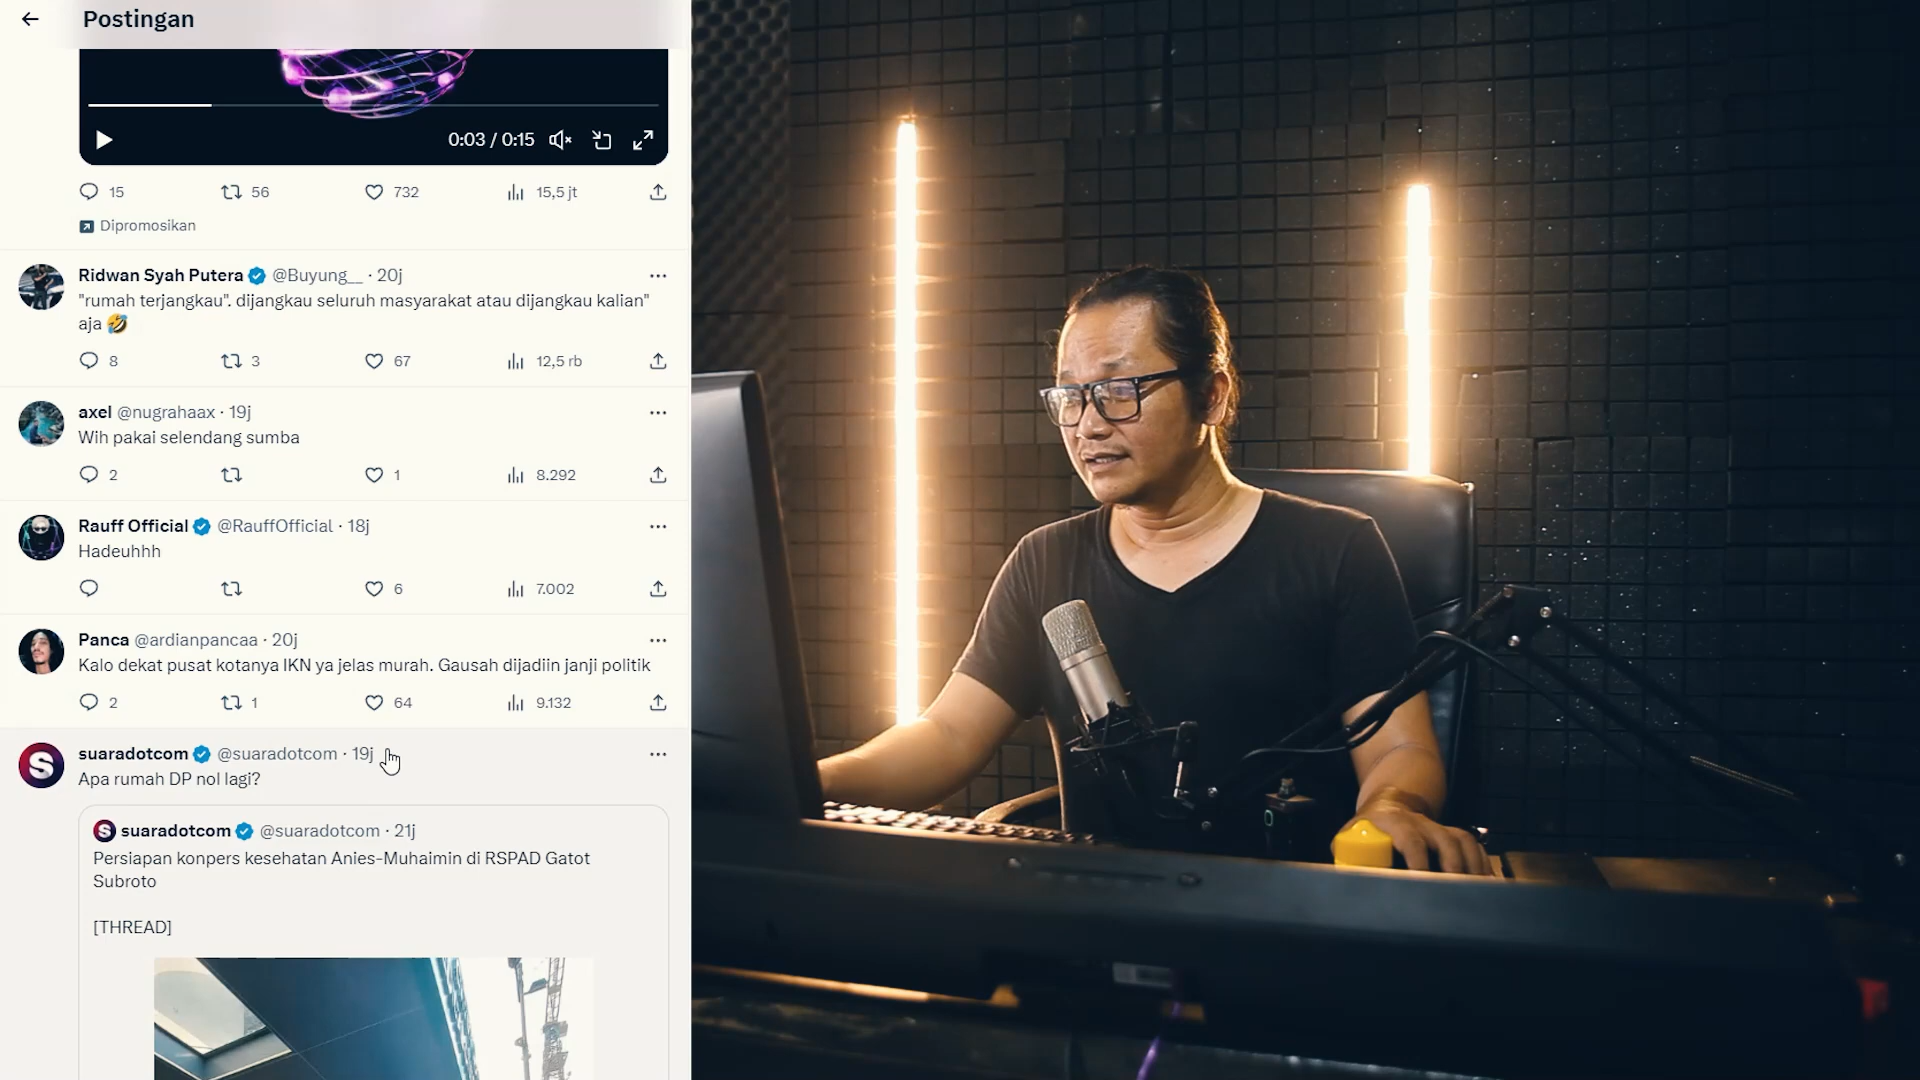 Postingan
0:03 / 0:15
15 56 732 15,5 jt
Dipromosikan
Ridwan Syah Putera @Buyung__ · 20j
"rumah terjangkau". dijangkau seluruh masyarakat atau dijangkau kalian"
aja 🤣
8 3 67 12,5 rb
axel @nugrahaax · 19j
Wih pakai selendang sumba
2 1 8.292
Rauff Official @RauffOfficial · 18j
Hadeuhhh
6 7.002
Panca @ardianpancaa · 20j
Kalo dekat pusat kotanya IKN ya jelas murah. Gausah dijadiin janji politik
2 1 64 9.132
suaradotcom @suaradotcom · 19j
Apa rumah DP nol lagi?
suaradotcom @suaradotcom · 21j
Persiapan konpers kesehatan Anies-Muhaimin di RSPAD Gatot
Subroto
[THREAD]